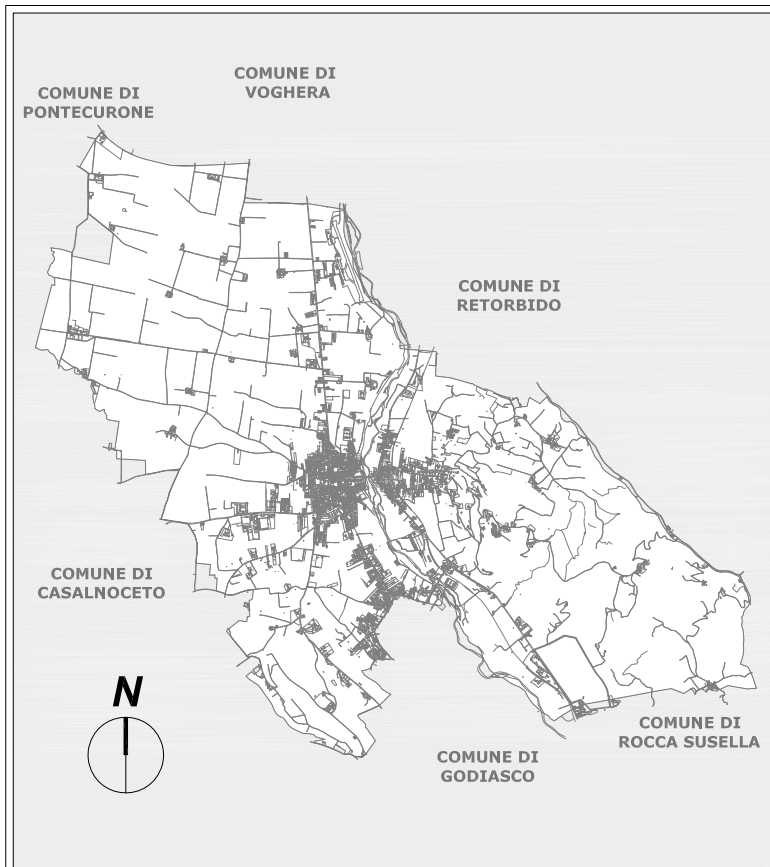 COMUNE DI
PONTECURONE
COMUNE DI
VOGHERA
COMUNE DI
RETORBIDO
COMUNE DI
CASALNOCETO
N
COMUNE DI
GODIASCO
COMUNE DI
ROCCA SUSELLA